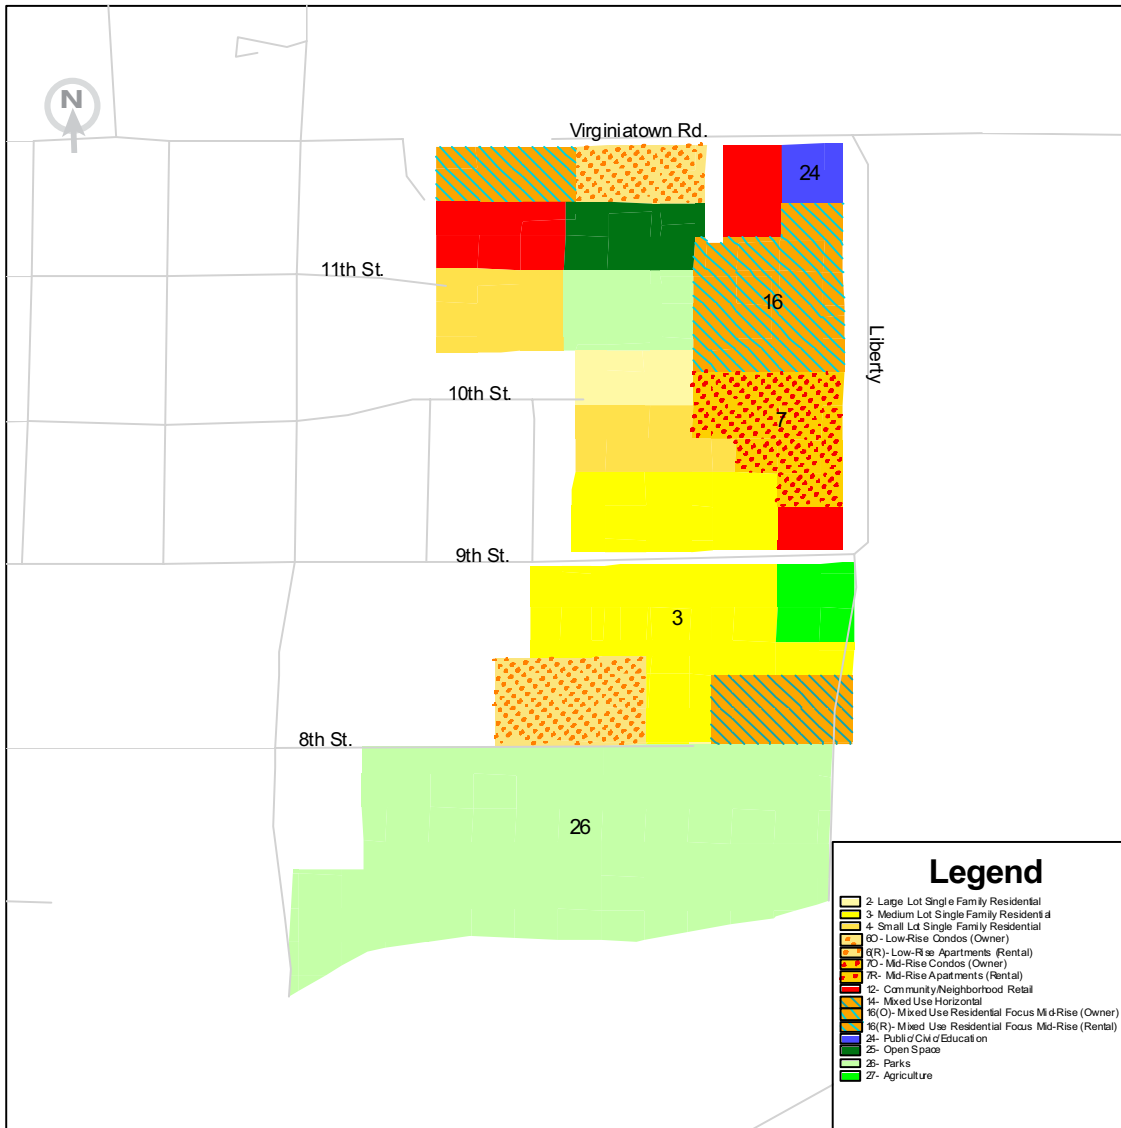 N
Virginiatown Rd.
24
11th St.
16
Liberty
10th St.
7
9th St.
3
8th St.
26
Legend
2- Large Lot Single Family Residential
3- Medium Lot Single Family Residential
4- Small Lot Single Family Residential
6O - Low-Rise Condos (Owner)
6(R)- Low-Rise Apartments (Rental)
7O - Mid-Rise Condos (Owner)
7R- Mid-Rise Apartments (Rental)
12- Community/Neighborhood Retail
14- Mixed Use Horizontal
16(O)- Mixed Use Residential Focus Mid-Rise (Owner)
16(R)- Mixed Use Residential Focus Mid-Rise (Rental)
24- Public/Civic/Education
25- Open Space
26- Parks
27- Agriculture